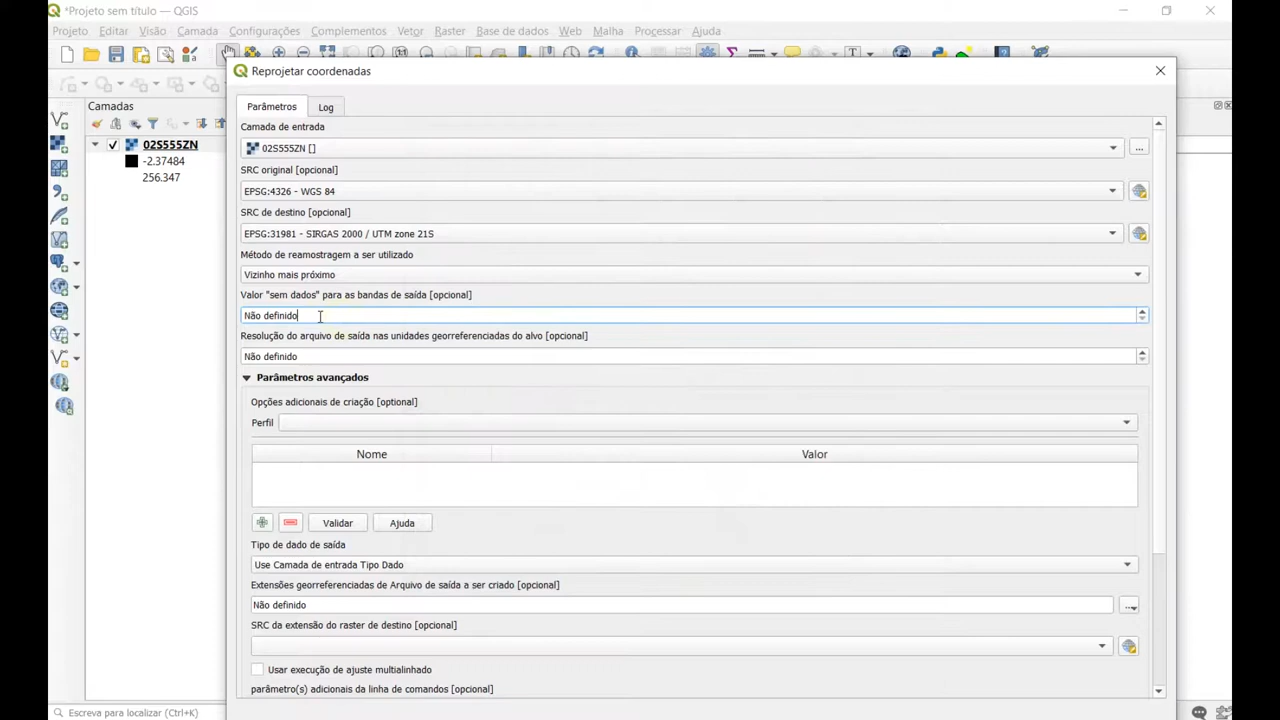 *Projeto sem título — QGIS
Projeto Editar Visão Camada Configurações Complementos Vetor Raster Base de dados Web Malha Processar Ajuda
Reprojetar coordenadas
Camadas
Parâmetros Log
Camada de entrada
02S555ZN
02S555ZN []
...
-2.37484
SRC original [opcional]
256.347
EPSG:4326 - WGS 84
SRC de destino [opcional]
EPSG:31981 - SIRGAS 2000 / UTM zone 21S
Método de reamostragem a ser utilizado
Vizinho mais próximo
Valor "sem dados" para as bandas de saída [opcional]
Não definido
Resolução do arquivo de saída nas unidades georreferenciadas do alvo [opcional]
Não definido
Parâmetros avançados
Opções adicionais de criação [optional]
Perfil
Nome Valor
Validar Ajuda
Tipo de dado de saída
Use Camada de entrada Tipo Dado
Extensões georreferenciadas de Arquivo de saída a ser criado [opcional]
Não definido
...
SRC da extensão do raster de destino [opcional]
Usar execução de ajuste multialinhado
parâmetro(s) adicionais da linha de comandos [opcional]
Escreva para localizar (Ctrl+K)